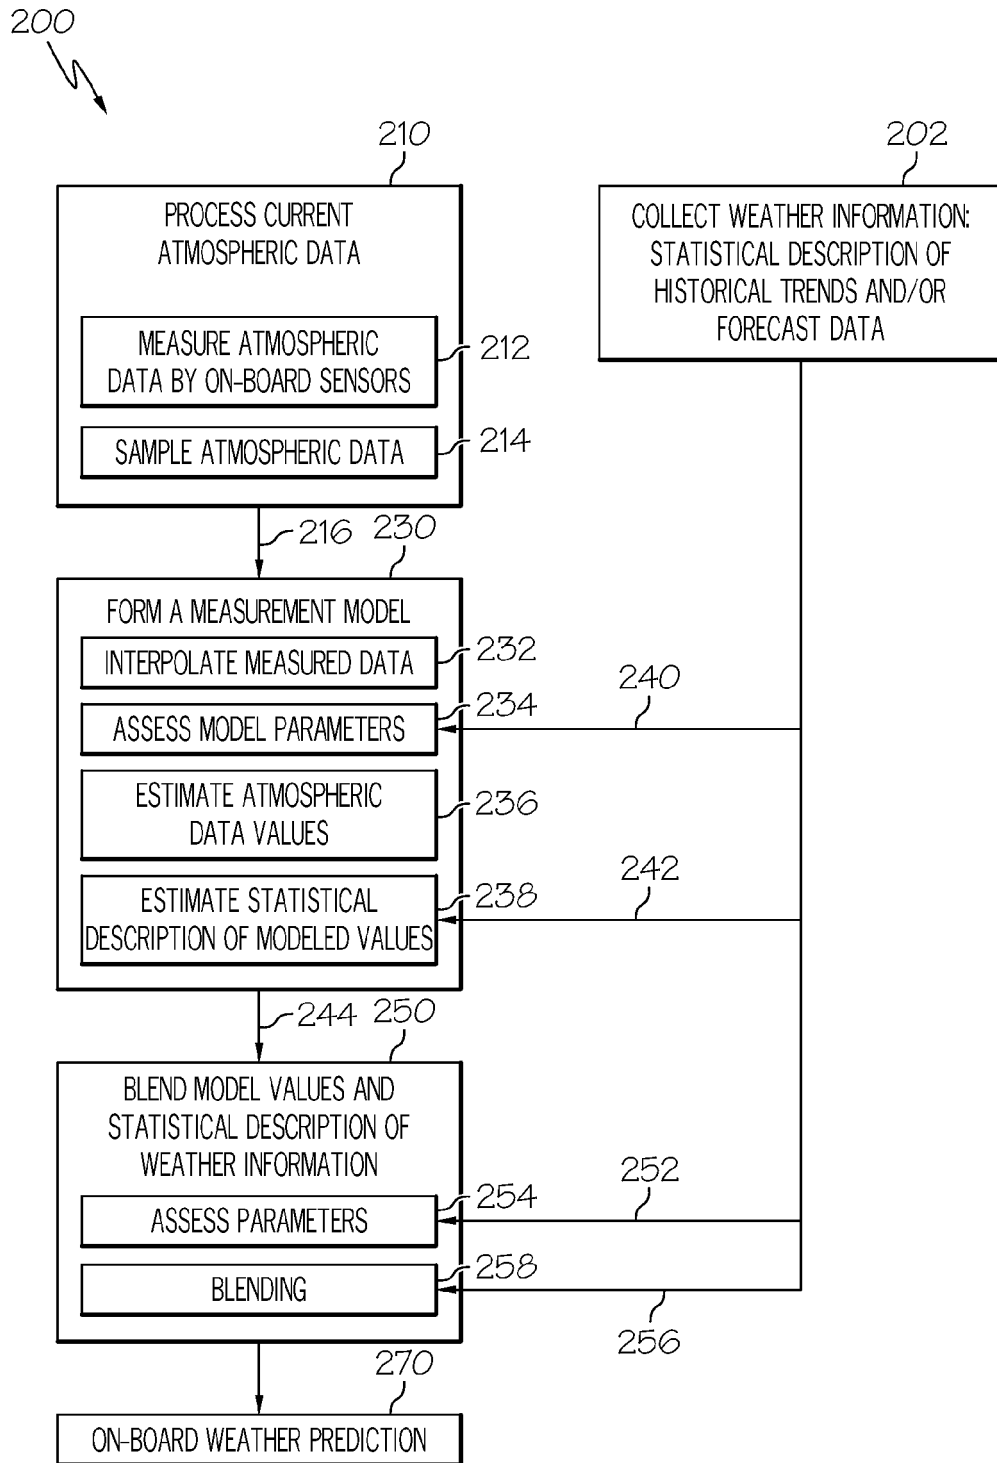 200
210
PROCESS CURRENT
ATMOSPHERIC DATA
MEASURE ATMOSPHERIC
DATA BY ON-BOARD SENSORS
212
SAMPLE ATMOSPHERIC DATA
214
202
COLLECT WEATHER INFORMATION:
STATISTICAL DESCRIPTION OF
HISTORICAL TRENDS AND/OR
FORECAST DATA
216
230
FORM A MEASUREMENT MODEL
INTERPOLATE MEASURED DATA
232
ASSESS MODEL PARAMETERS
234
240
ESTIMATE ATMOSPHERIC
DATA VALUES
236
ESTIMATE STATISTICAL
DESCRIPTION OF MODELED VALUES
238
242
244
250
BLEND MODEL VALUES AND
STATISTICAL DESCRIPTION OF
WEATHER INFORMATION
ASSESS PARAMETERS
254
252
BLENDING
258
256
270
ON-BOARD WEATHER PREDICTION